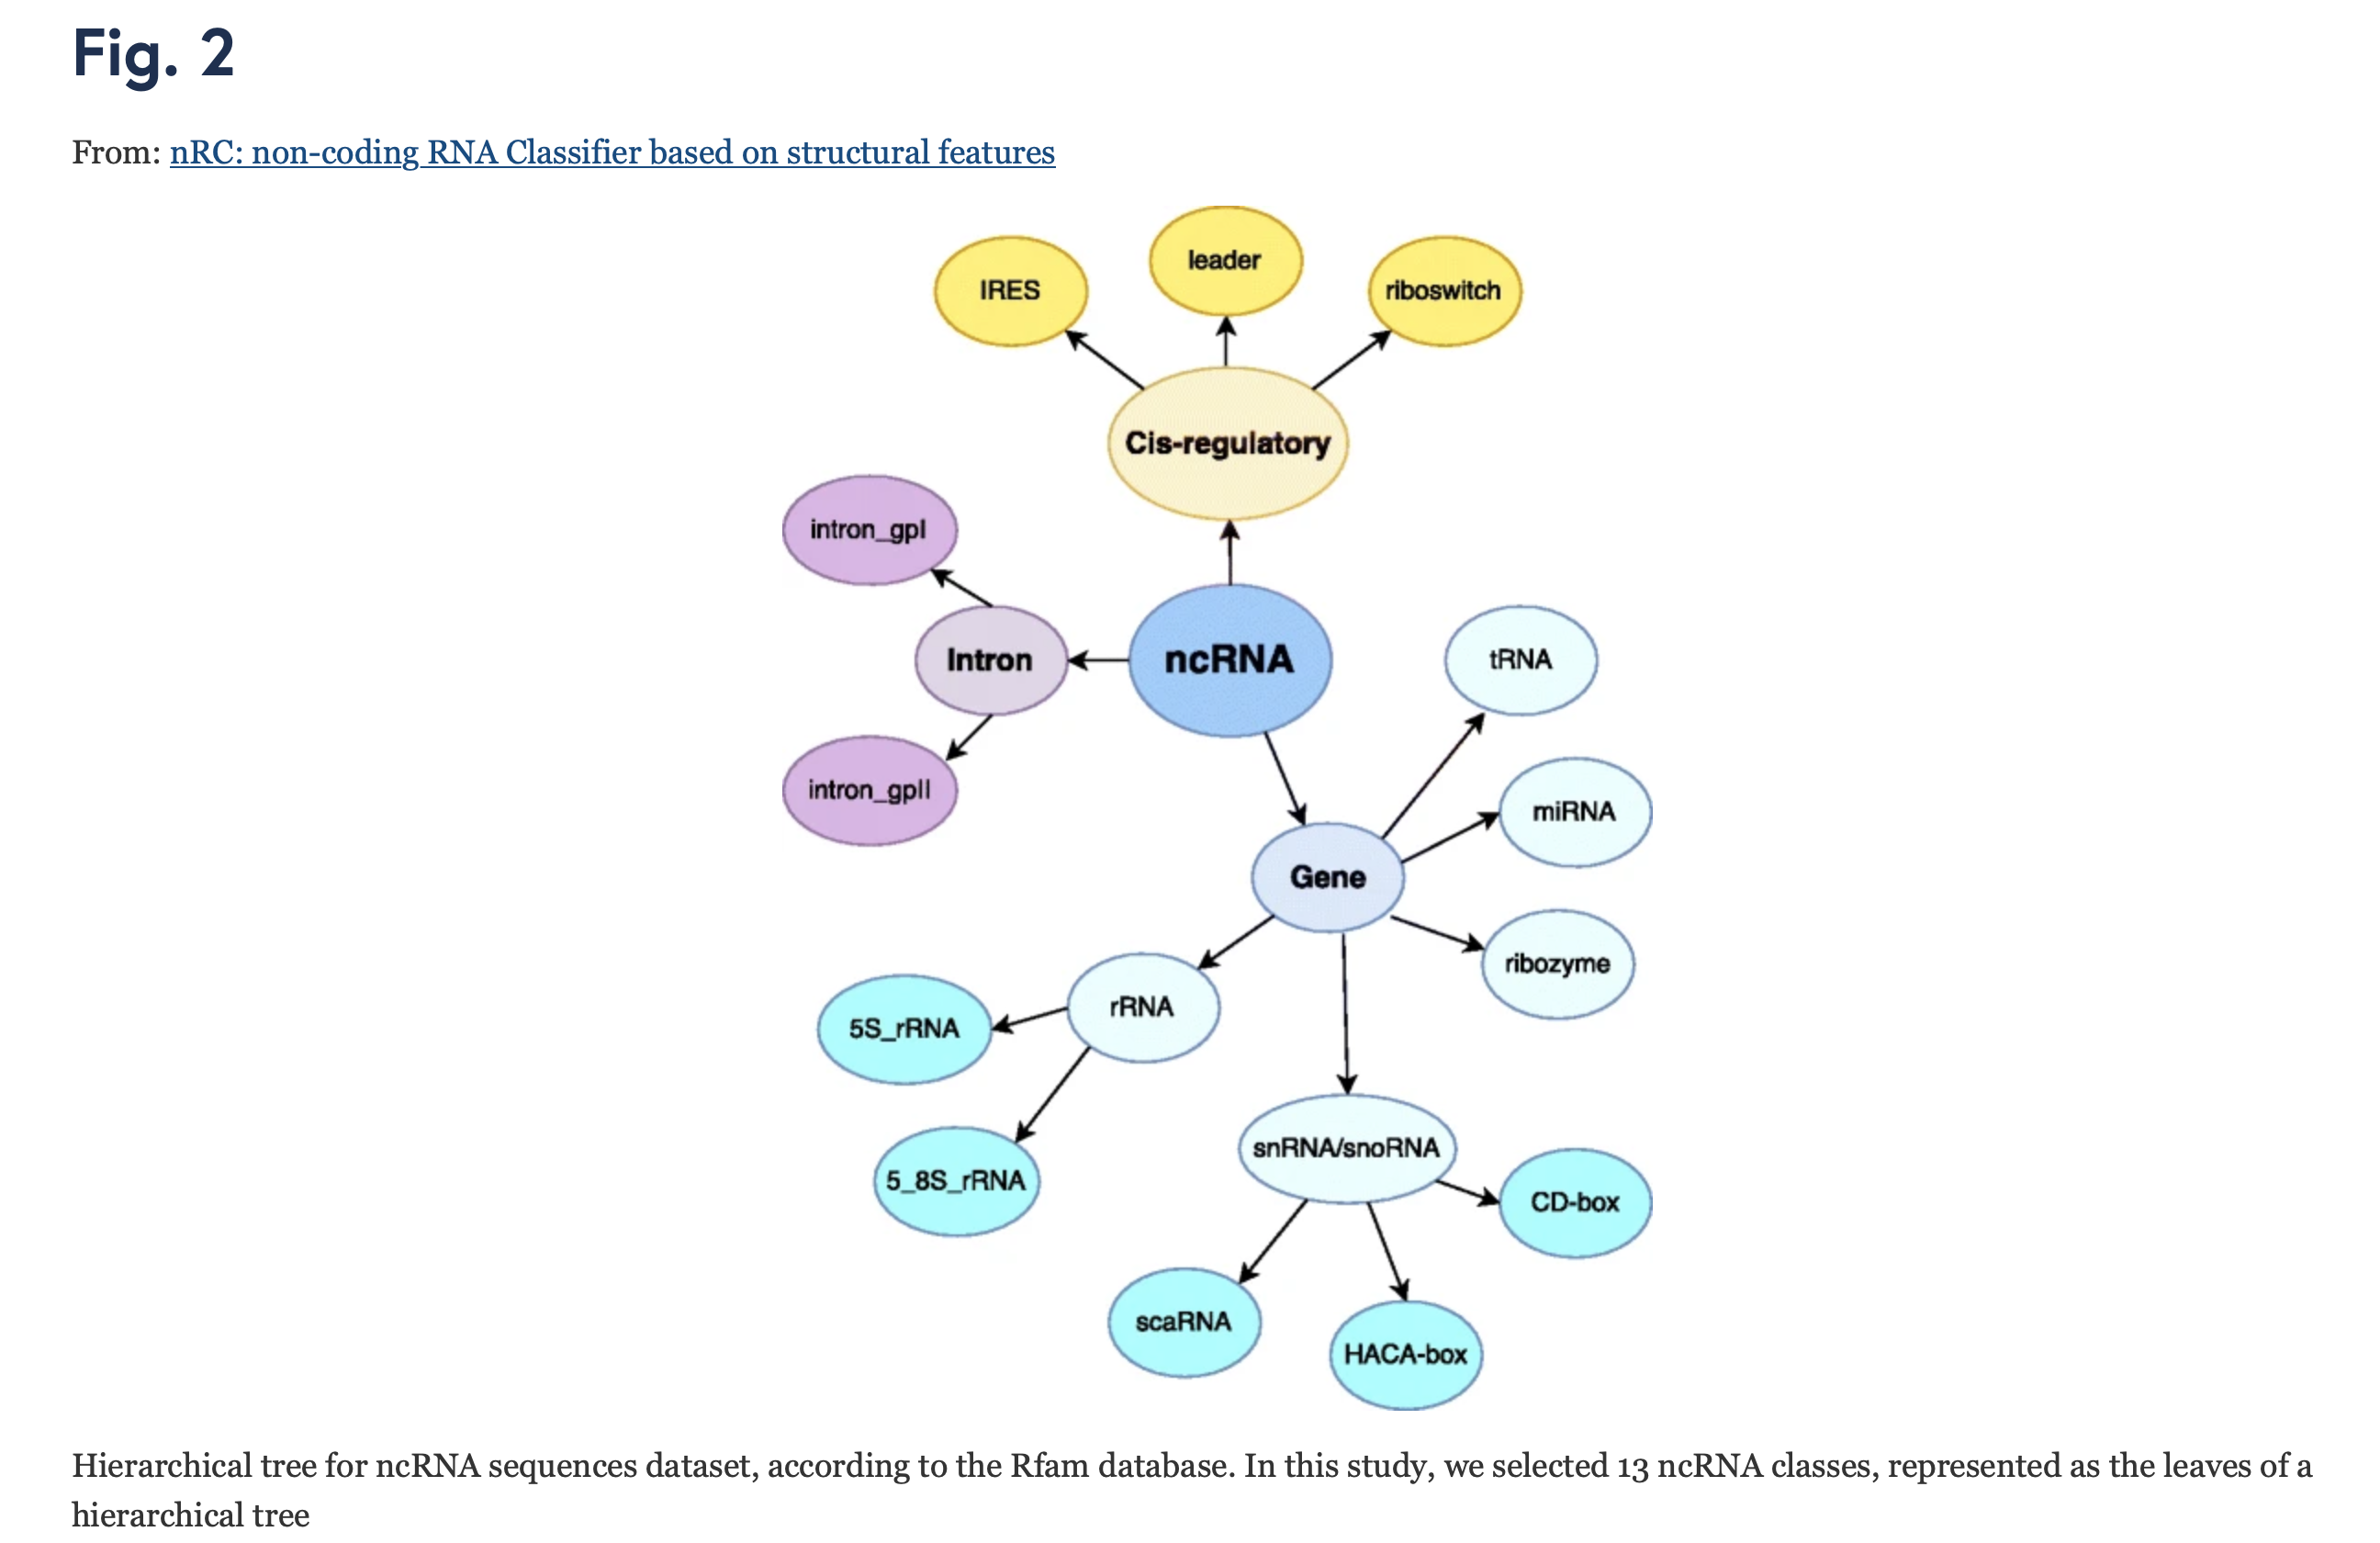 Fig. 2
From: nRC: non-coding RNA Classifier based on structural features
leader
IRES
riboswitch
Cis-regulatory
intron_gpI
Intron
ncRNA
tRNA
intron_gpII
miRNA
Gene
ribozyme
rRNA
5S_rRNA
snRNA/snoRNA
5_8S_rRNA
CD-box
scaRNA
HACA-box
Hierarchical tree for ncRNA sequences dataset, according to the Rfam database. In this study, we selected 13 ncRNA classes, represented as the leaves of a
hierarchical tree